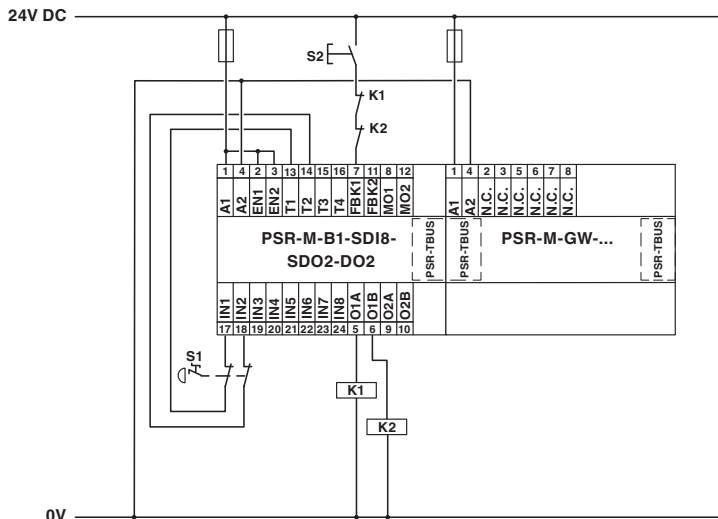 24V DC
S2
K1
K2
1 4 2 3 13 14 15 16 7 11 8 12
A1 A2 EN1 EN2 T1 T2 T3 T4 FBK1 FBK2 MO1 MO2
1 4 2 3 5 6 7 8
A1 A2 N.C. N.C. N.C. N.C. N.C. N.C.
PSR-M-B1-SDI8-
SDO2-DO2
PSR-TBUS
PSR-TBUS
PSR-M-GW-...
PSR-TBUS
IN1 IN2 IN3 IN4 IN5 IN6 IN7 IN8 O1A O1B O2A O2B
17 18 19 20 21 22 23 24 5 6 9 10
S1
K1
K2
0V